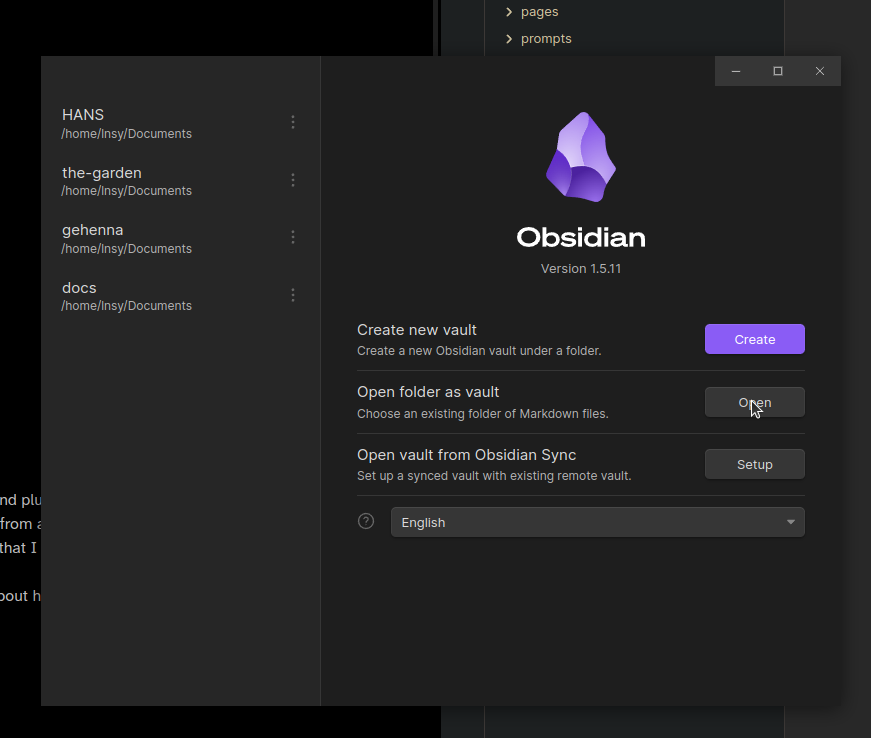 pages
prompts
HANS
/home/lnsy/Documents
the-garden
/home/lnsy/Documents
gehenna
/home/lnsy/Documents
docs
/home/lnsy/Documents
Obsidian
Version 1.5.11
Create new vault
Create a new Obsidian vault under a folder.
Create
Open folder as vault
Choose an existing folder of Markdown files.
Open
Open vault from Obsidian Sync
Set up a synced vault with existing remote vault.
Setup
English
nd plu
from a
that I
bout h